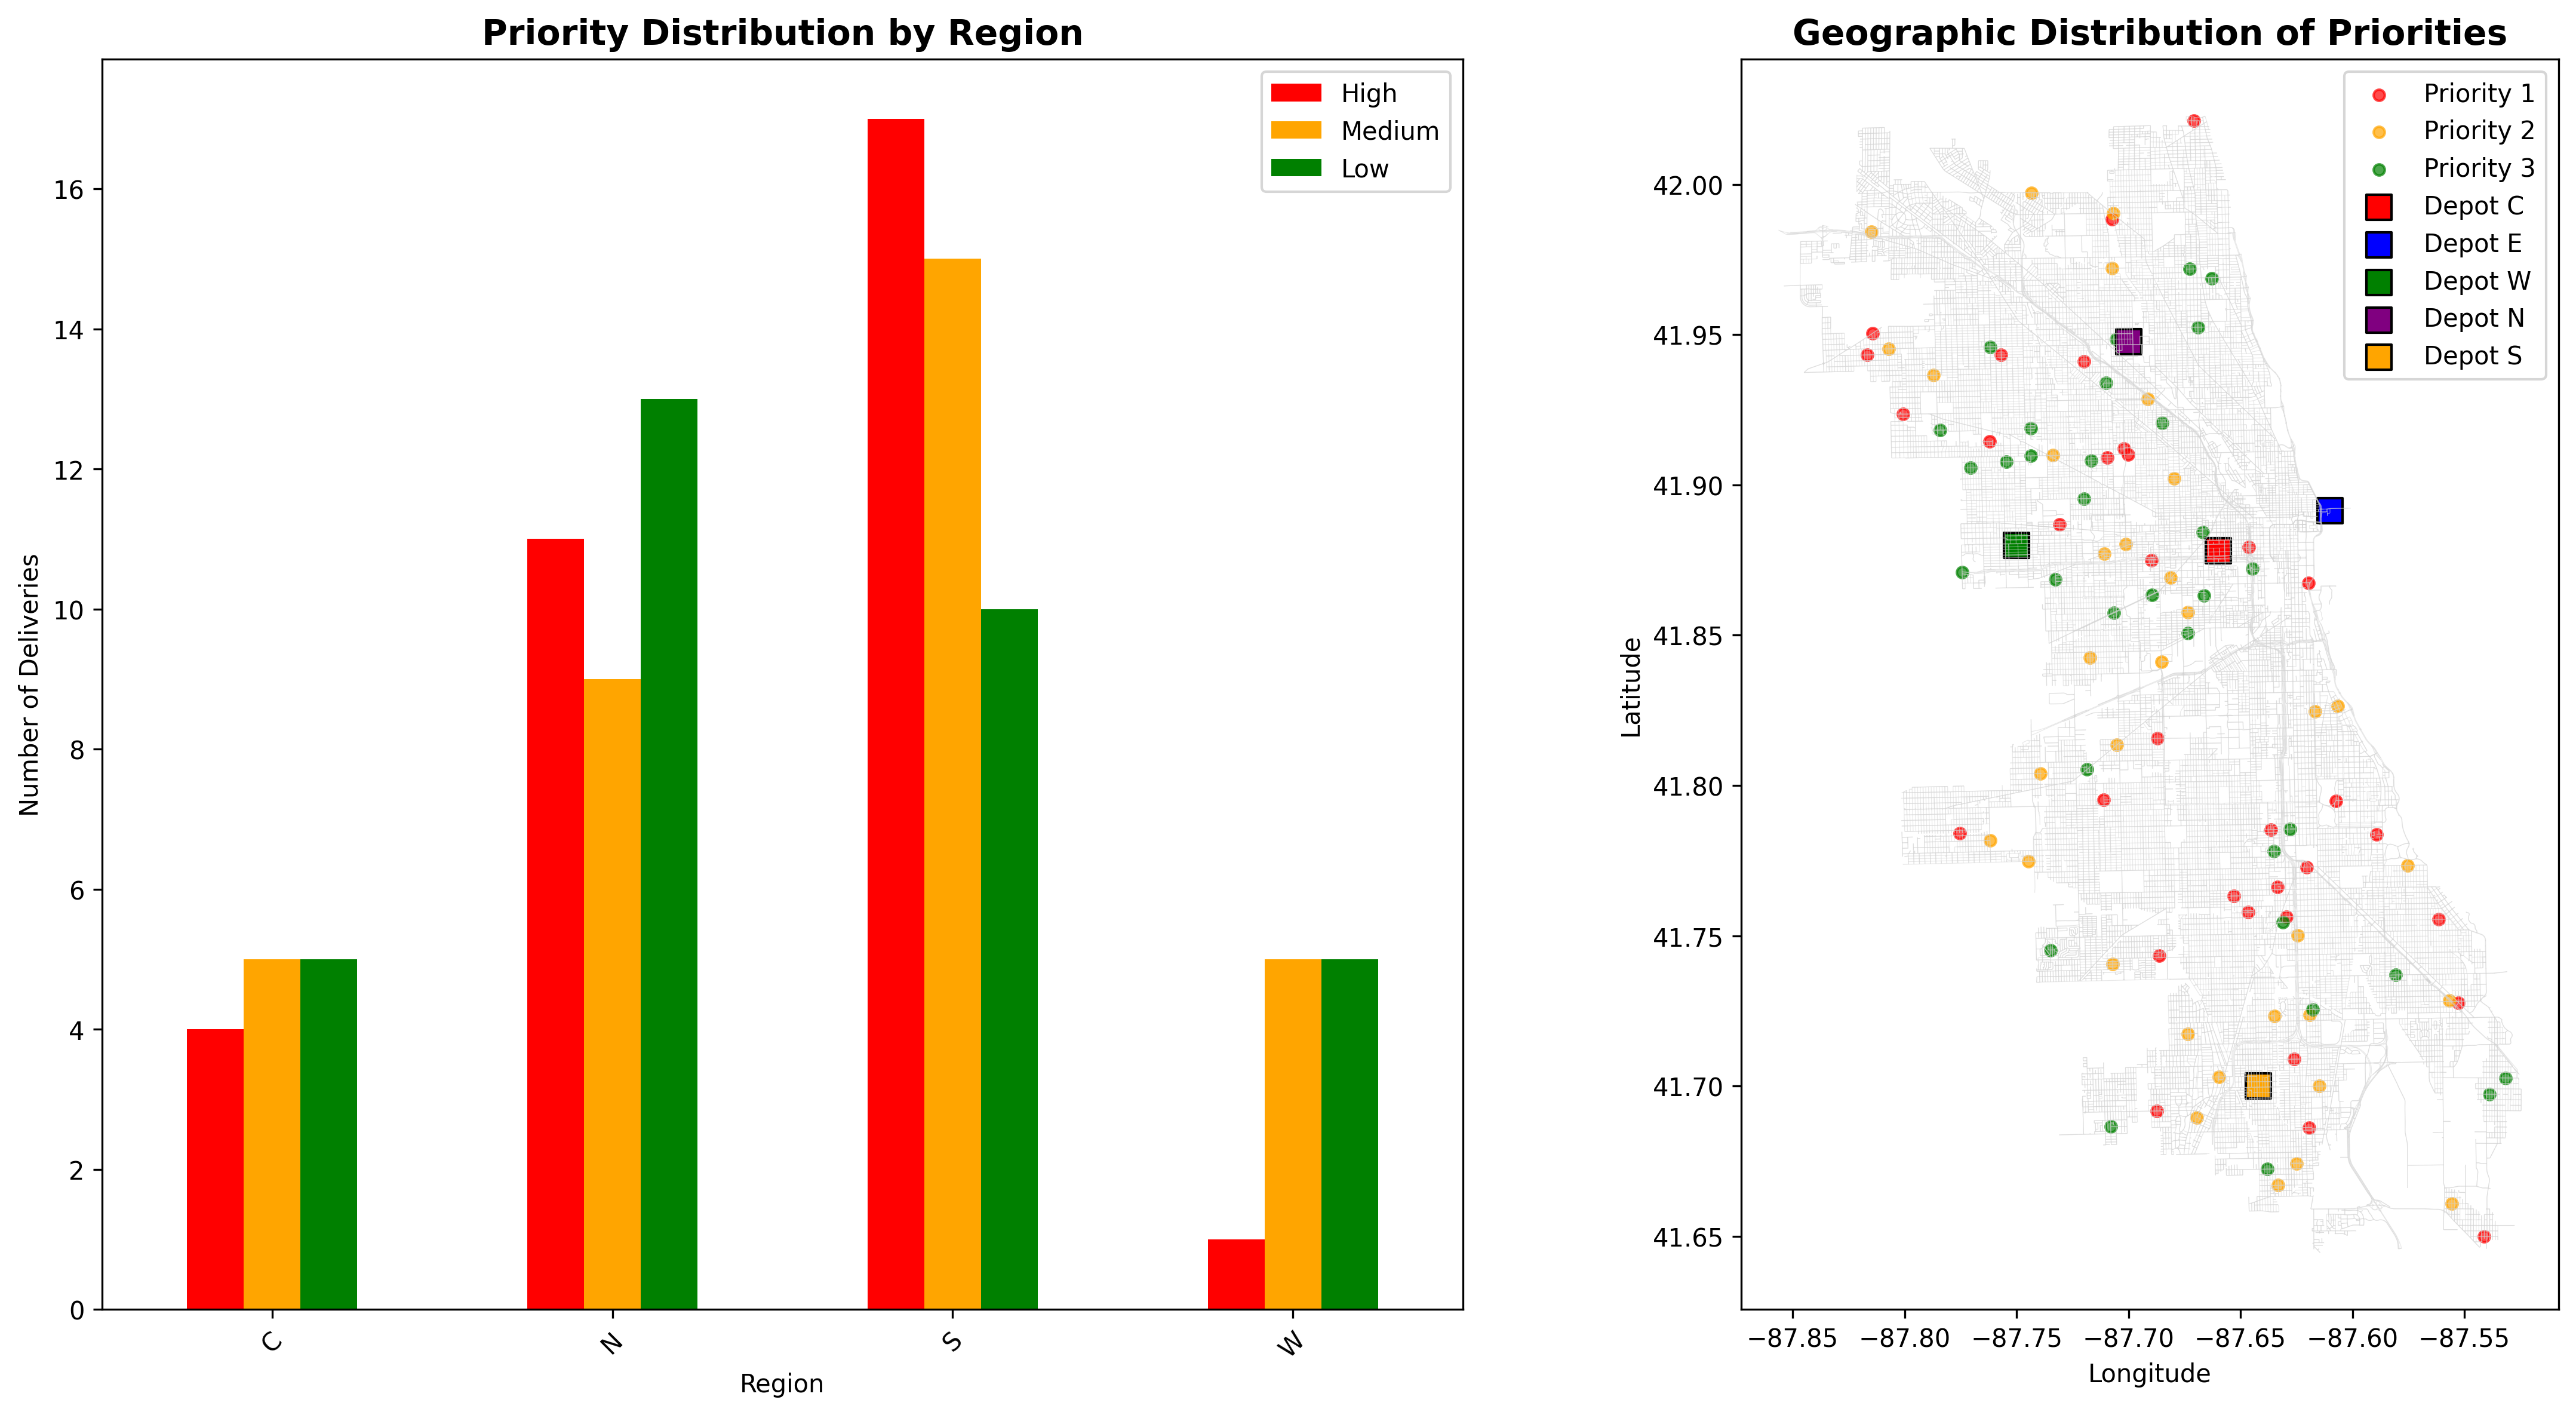 Priority Distribution by Region
High
Medium
Low
Number of Deliveries
16
14
12
10
8
6
4
2
0
C
N
S
W
Region
Geographic Distribution of Priorities
Priority 1
Priority 2
Priority 3
Depot C
Depot E
Depot W
Depot N
Depot S
Latitude
42.00
41.95
41.90
41.85
41.80
41.75
41.70
41.65
−87.85
−87.80
−87.75
−87.70
−87.65
−87.60
−87.55
Longitude